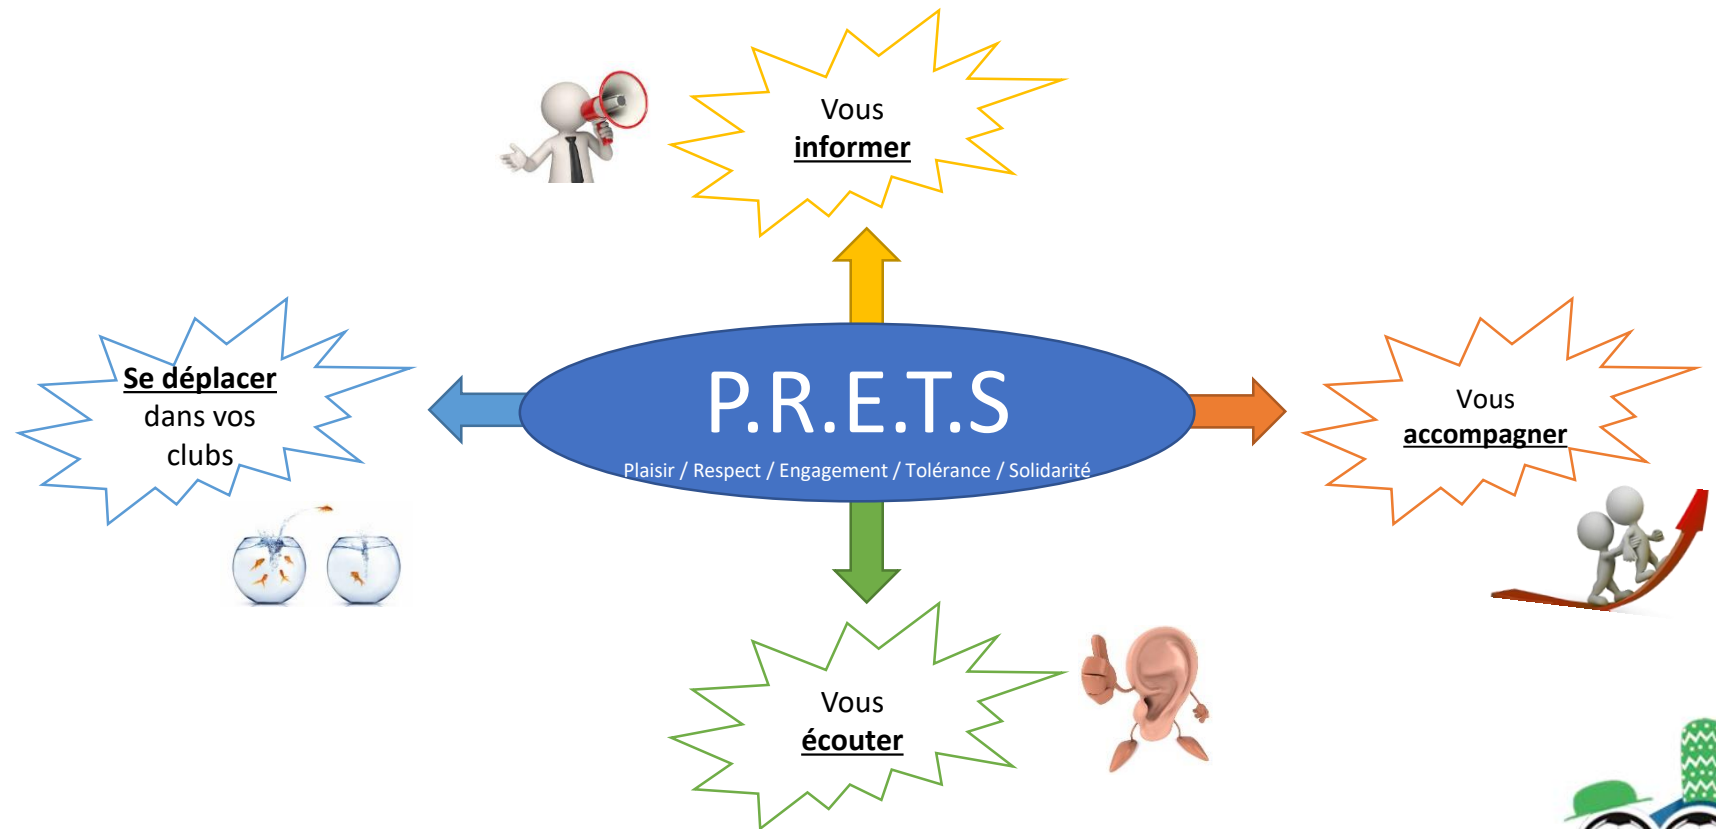 Vous
informer
Se déplacer
dans vos
clubs
P.R.E.T.S
Plaisir / Respect / Engagement / Tolérance / Solidarité
Vous
accompagner
Vous
écouter